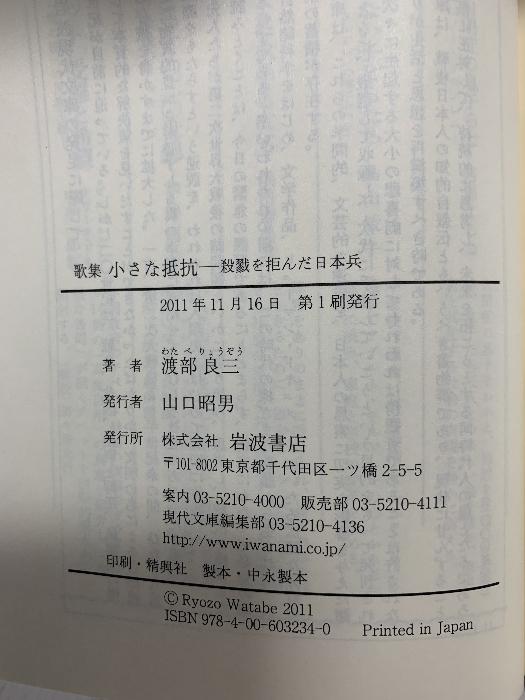 歌集 小さな抵抗―殺戮を拒んだ日本兵
2011年11月16日 第1刷発行
わたべりょうぞう
著者 渡部良三
発行者 山口昭男
発行所 株式会社 岩波書店
〒101-8002 東京都千代田区一ツ橋 2-5-5
案内 03-5210-4000 販売部 03-5210-4111
現代文庫編集部 03-5210-4136
http://www.iwanami.co.jp/
印刷・精興社 製本・中永製本
© Ryozo Watabe 2011
ISBN 978-4-00-603234-0 Printed in Japan